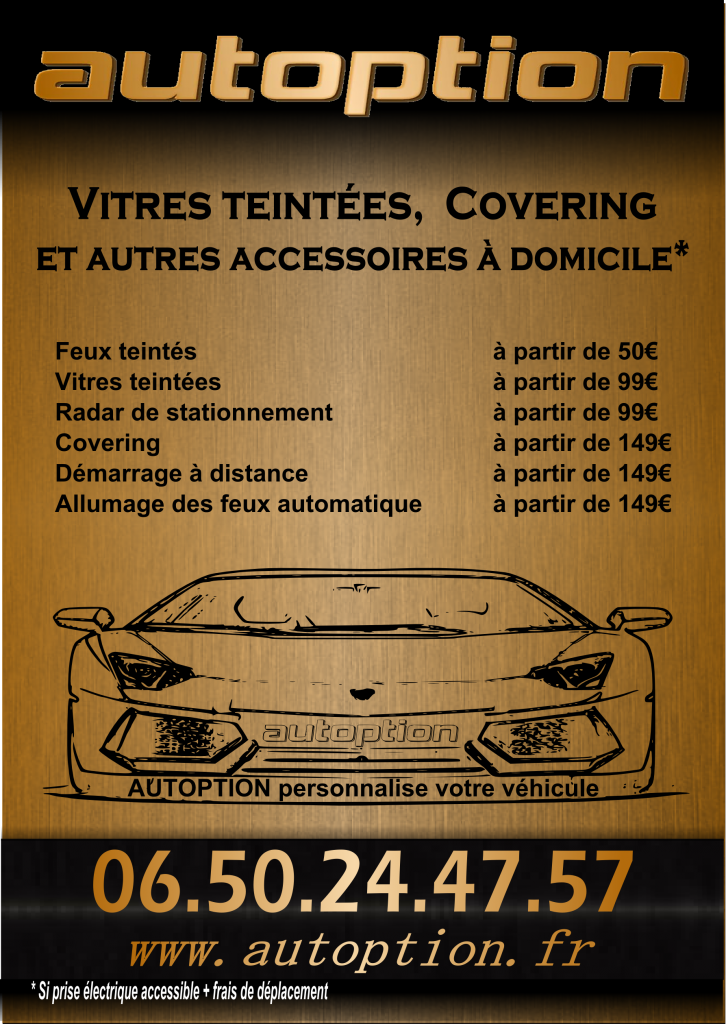 autoption
Vitres teintées, Covering
et autres accessoires à domicile*
Feux teintés à partir de 50€
Vitres teintées à partir de 99€
Radar de stationnement à partir de 99€
Covering à partir de 149€
Démarrage à distance à partir de 149€
Allumage des feux automatique à partir de 149€
autoption
AUTOPTION personnalise votre véhicule
06.50.24.47.57
www.autoption.fr
* Si prise électrique accessible + frais de déplacement